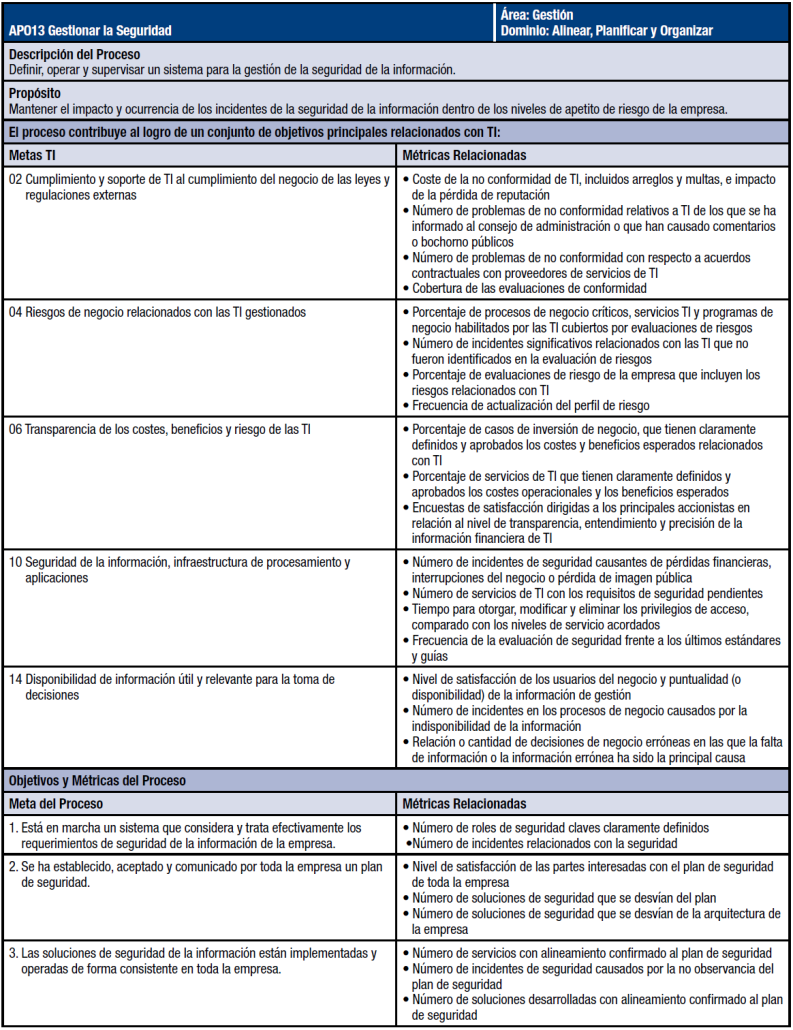 APO13 Gestionar la Seguridad
Área: Gestión
Dominio: Alinear, Planificar y Organizar
Descripción del Proceso
Definir, operar y supervisar un sistema para la gestión de la seguridad de la información.
Propósito
Mantener el impacto y ocurrencia de los incidentes de la seguridad de la información dentro de los niveles de apetito de riesgo de la empresa.
El proceso contribuye al logro de un conjunto de objetivos principales relacionados con TI:
Metas TI
Métricas Relacionadas
02 Cumplimiento y soporte de TI al cumplimiento del negocio de las leyes y
regulaciones externas
• Coste de la no conformidad de TI, incluidos arreglos y multas, e impacto
de la pérdida de reputación
• Número de problemas de no conformidad relativos a TI de los que se ha
informado al consejo de administración o que han causado comentarios
o bochorno públicos
• Número de problemas de no conformidad con respecto a acuerdos
contractuales con proveedores de servicios de TI
• Cobertura de las evaluaciones de conformidad
04 Riesgos de negocio relacionados con las TI gestionados
• Porcentaje de procesos de negocio críticos, servicios TI y programas de
negocio habilitados por las TI cubiertos por evaluaciones de riesgos
• Número de incidentes significativos relacionados con las TI que no
fueron identificados en la evaluación de riesgos
• Porcentaje de evaluaciones de riesgo de la empresa que incluyen los
riesgos relacionados con TI
• Frecuencia de actualización del perfil de riesgo
06 Transparencia de los costes, beneficios y riesgo de las TI
• Porcentaje de casos de inversión de negocio, que tienen claramente
definidos y aprobados los costes y beneficios esperados relacionados
con TI
• Porcentaje de servicios de TI que tienen claramente definidos y
aprobados los costes operacionales y los beneficios esperados
• Encuestas de satisfacción dirigidas a los principales accionistas en
relación al nivel de transparencia, entendimiento y precisión de la
información financiera de TI
10 Seguridad de la información, infraestructura de procesamiento y
aplicaciones
• Número de incidentes de seguridad causantes de pérdidas financieras,
interrupciones del negocio o pérdida de imagen pública
• Número de servicios de TI con los requisitos de seguridad pendientes
• Tiempo para otorgar, modificar y eliminar los privilegios de acceso,
comparado con los niveles de servicio acordados
• Frecuencia de la evaluación de seguridad frente a los últimos estándares
y guías
14 Disponibilidad de información útil y relevante para la toma de
decisiones
• Nivel de satisfacción de los usuarios del negocio y puntualidad (o
disponibilidad) de la información de gestión
• Número de incidentes en los procesos de negocio causados por la
indisponibilidad de la información
• Relación o cantidad de decisiones de negocio erróneas en las que la falta
de información o la información errónea ha sido la principal causa
Objetivos y Métricas del Proceso
Meta del Proceso
Métricas Relacionadas
1. Está en marcha un sistema que considera y trata efectivamente los
requerimientos de seguridad de la información de la empresa.
• Número de roles de seguridad claves claramente definidos
•Número de incidentes relacionados con la seguridad
2. Se ha establecido, aceptado y comunicado por toda la empresa un plan
de seguridad.
• Nivel de satisfacción de las partes interesadas con el plan de seguridad
de toda la empresa
• Número de soluciones de seguridad que se desvían del plan
• Número de soluciones de seguridad que se desvían de la arquitectura de
la empresa
3. Las soluciones de seguridad de la información están implementadas y
operadas de forma consistente en toda la empresa.
• Número de servicios con alineamiento confirmado al plan de seguridad
• Número de incidentes de seguridad causados por la no observancia del
plan de seguridad
• Número de soluciones desarrolladas con alineamiento confirmado al plan
de seguridad